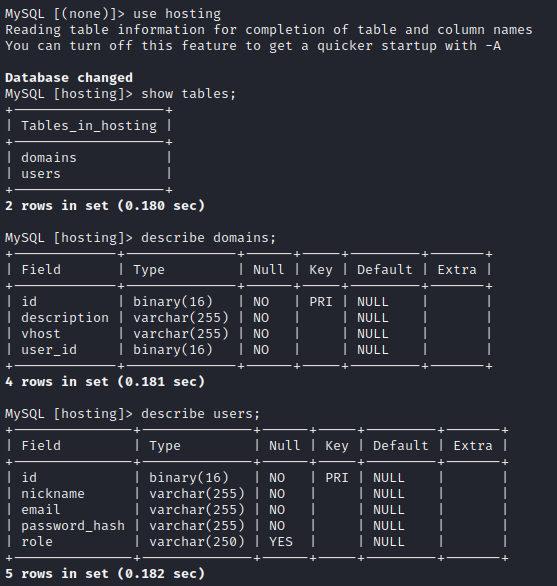 MySQL [(none)]> use hosting
Reading table information for completion of table and column names
You can turn off this feature to get a quicker startup with -A
Database changed
MySQL [hosting]> show tables;
| Tables_in_hosting |
| domains |
| users |
2 rows in set (0.180 sec)
MySQL [hosting]> describe domains;
| Field | Type | Null | Key | Default | Extra |
| id | binary(16) | NO | PRI | NULL | |
| description | varchar(255) | NO | | NULL | |
| vhost | varchar(255) | NO | | NULL | |
| user_id | binary(16) | NO | | NULL | |
4 rows in set (0.181 sec)
MySQL [hosting]> describe users;
| Field | Type | Null | Key | Default | Extra |
| id | binary(16) | NO | PRI | NULL | |
| nickname | varchar(255) | NO | | NULL | |
| email | varchar(255) | NO | | NULL | |
| password_hash | varchar(255) | NO | | NULL | |
| role | varchar(250) | YES | | NULL | |
5 rows in set (0.182 sec)